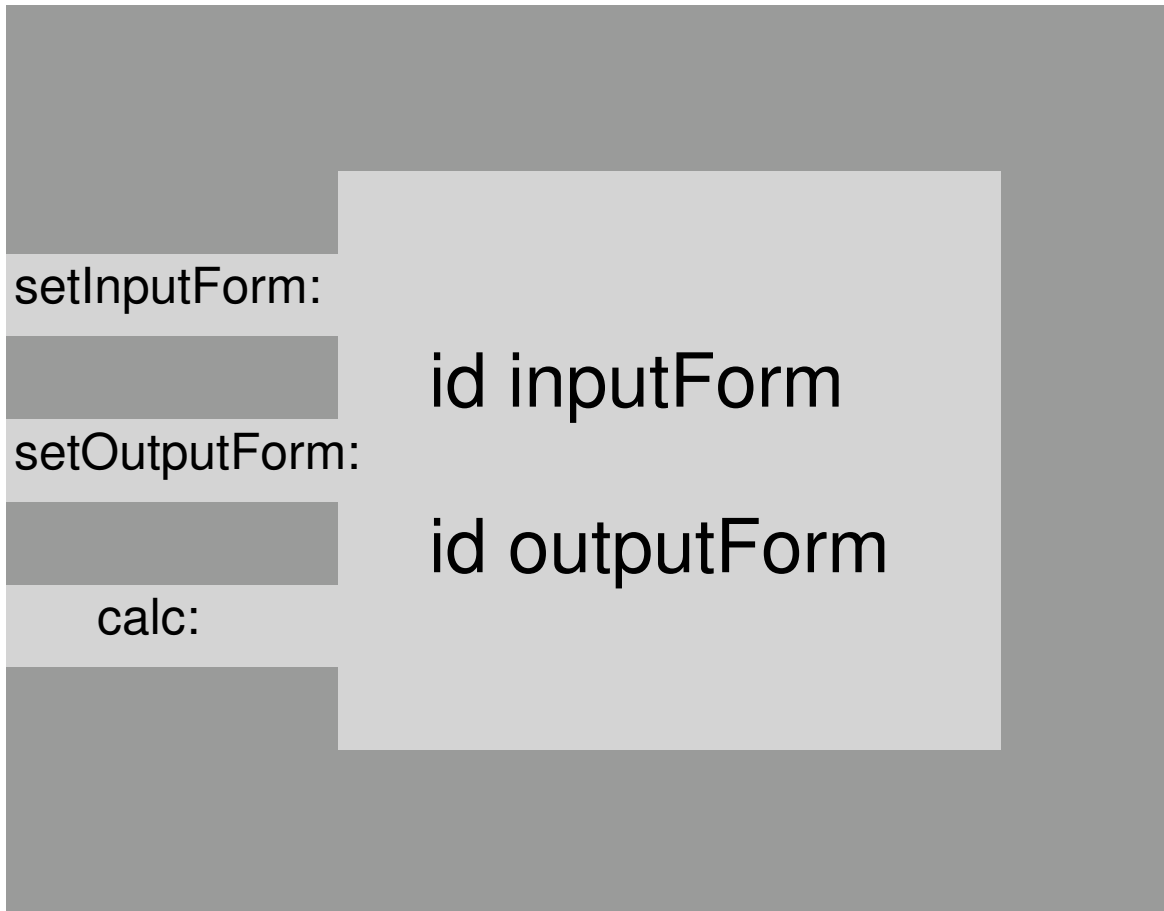 setInputForm:
id inputForm
setOutputForm:
id outputForm
calc: